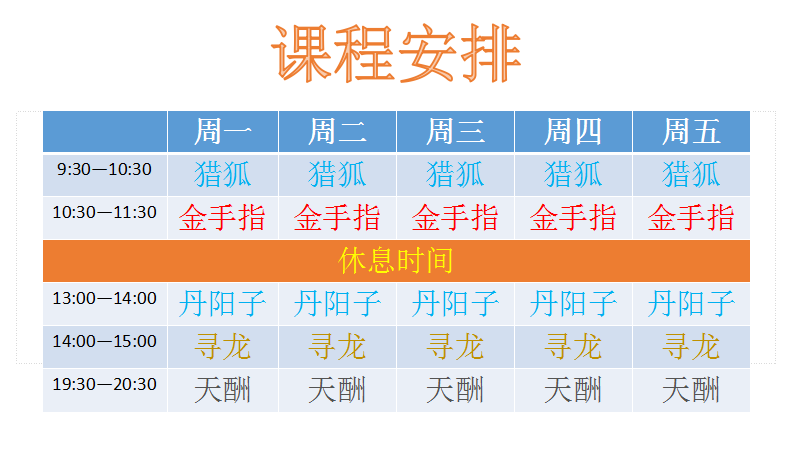 课程安排
周一 周二 周三 周四 周五
9:30—10:30 猎狐 猎狐 猎狐 猎狐 猎狐
10:30—11:30 金手指 金手指 金手指 金手指 金手指
休息时间
13:00—14:00 丹阳子 丹阳子 丹阳子 丹阳子 丹阳子
14:00—15:00 寻龙 寻龙 寻龙 寻龙 寻龙
19:30—20:30 天酬 天酬 天酬 天酬 天酬